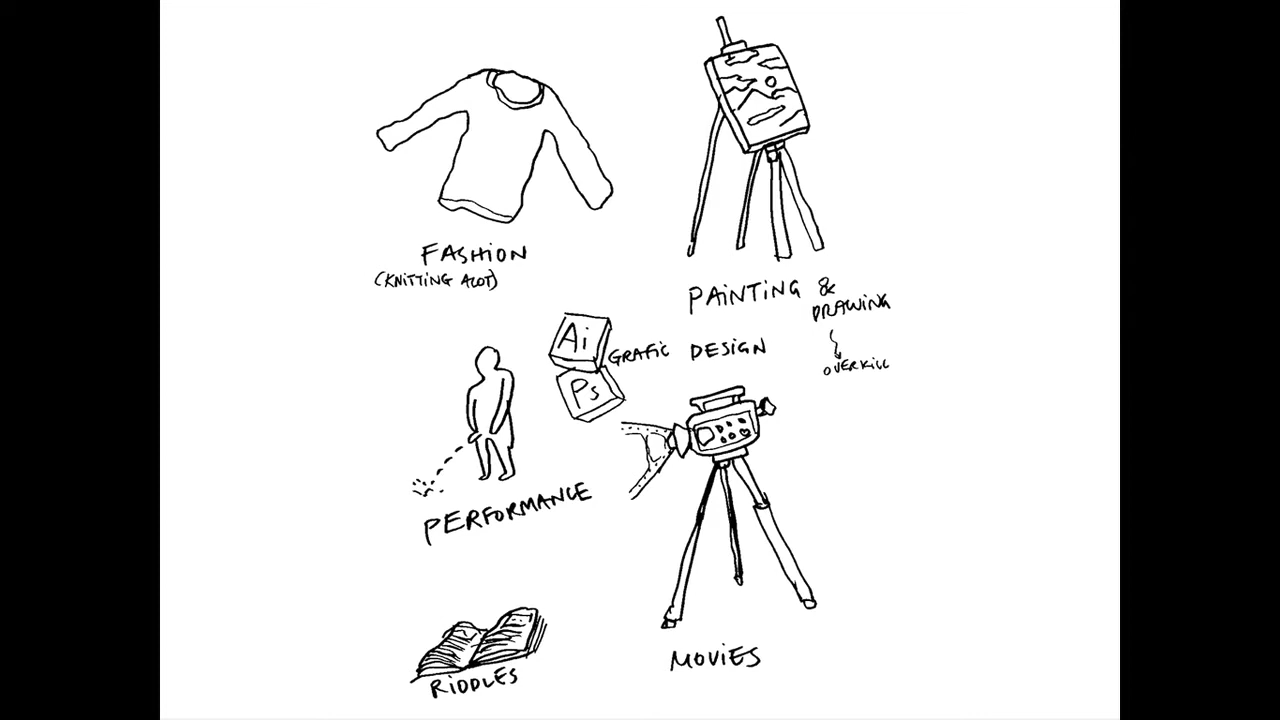 FASHION
(KNITTING ALOT)
PAINTING &
DRAWING
OVERKILL
Ai
GRAFIC DESIGN
Ps
PERFORMANCE
MOVIES
RIDDLES